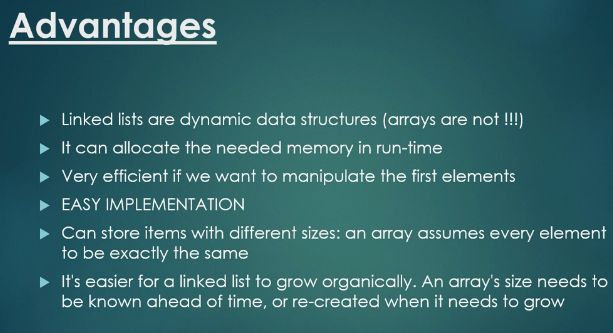 Advantages
Linked lists are dynamic data structures (arrays are not !!!)
It can allocate the needed memory in run-time
Very efficient if we want to manipulate the first elements
EASY IMPLEMENTATION
Can store items with different sizes: an array assumes every element
to be exactly the same
It's easier for a linked list to grow organically. An array's size needs to
be known ahead of time, or re-created when it needs to grow